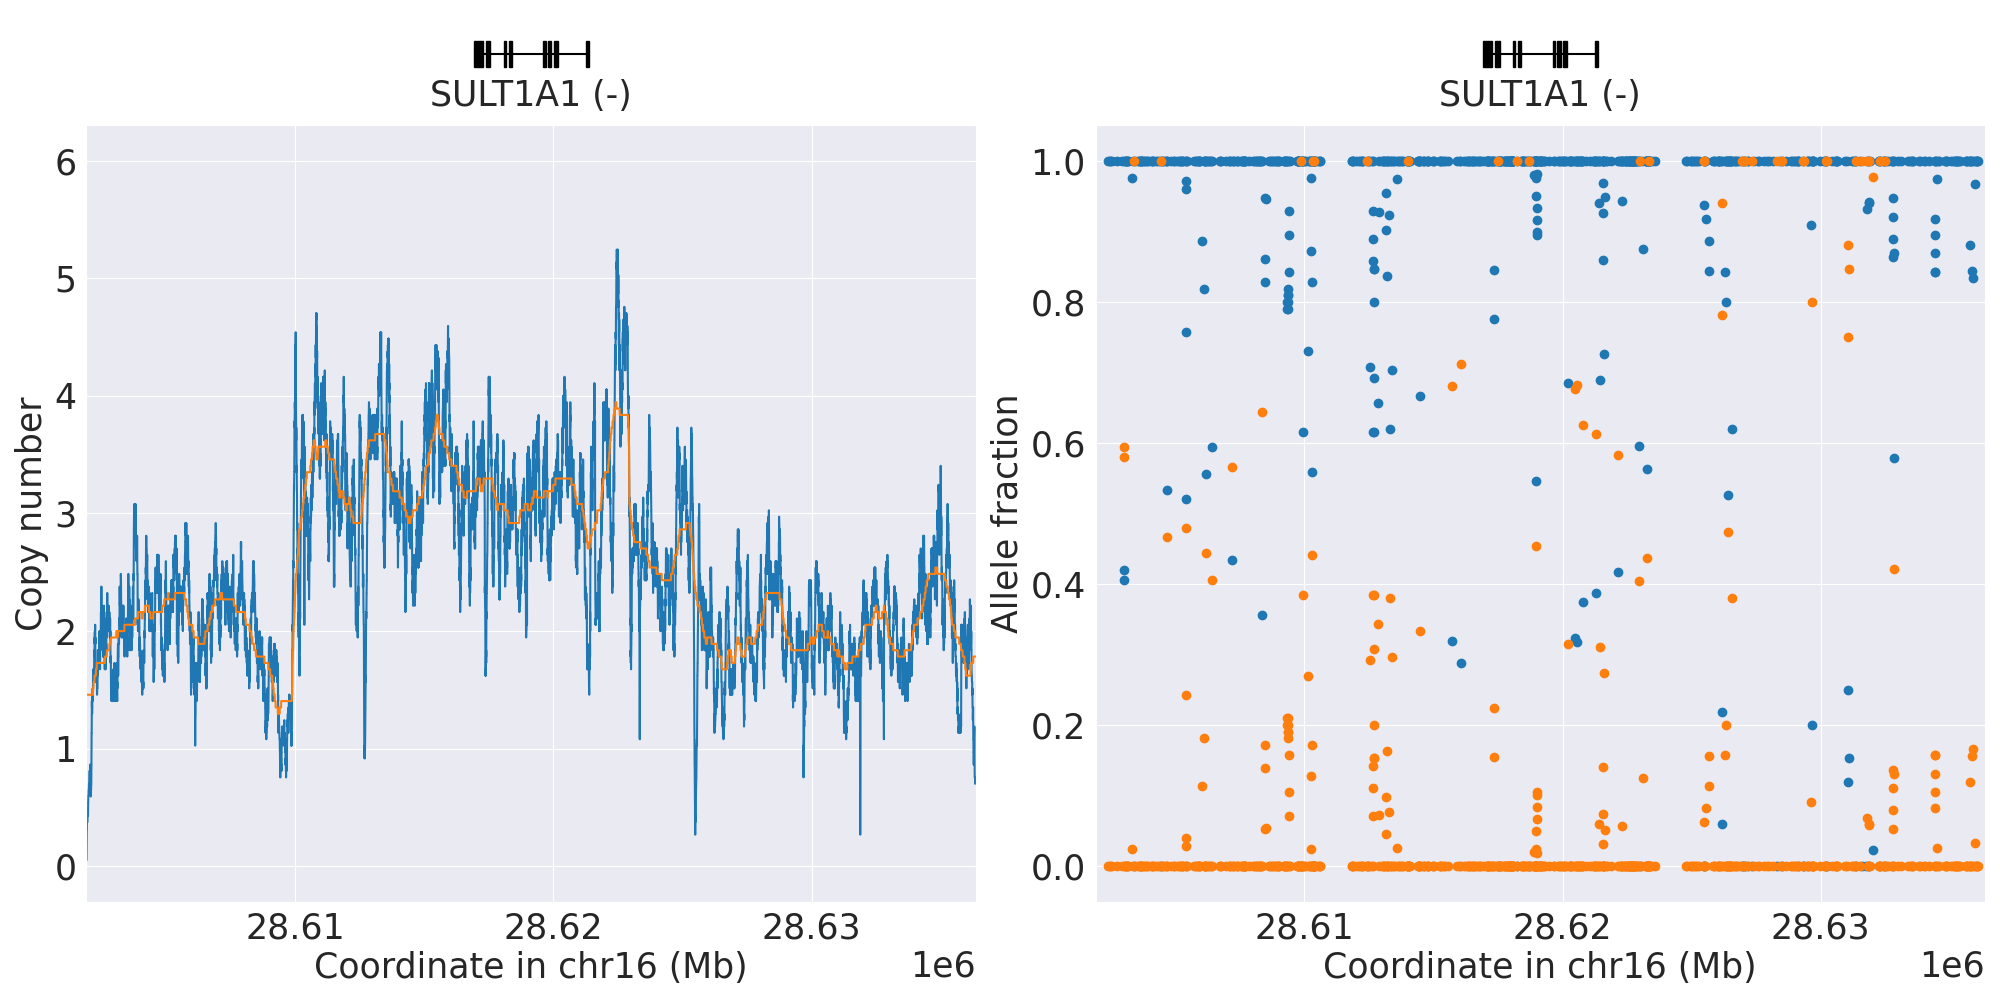 SULT1A1 (-)
6
5
4
3
2
1
0
Copy number
28.61
28.62
28.63
Coordinate in chr16 (Mb)
1e6
SULT1A1 (-)
1.0
0.8
0.6
0.4
0.2
0.0
Allele fraction
28.61
28.62
28.63
Coordinate in chr16 (Mb)
1e6